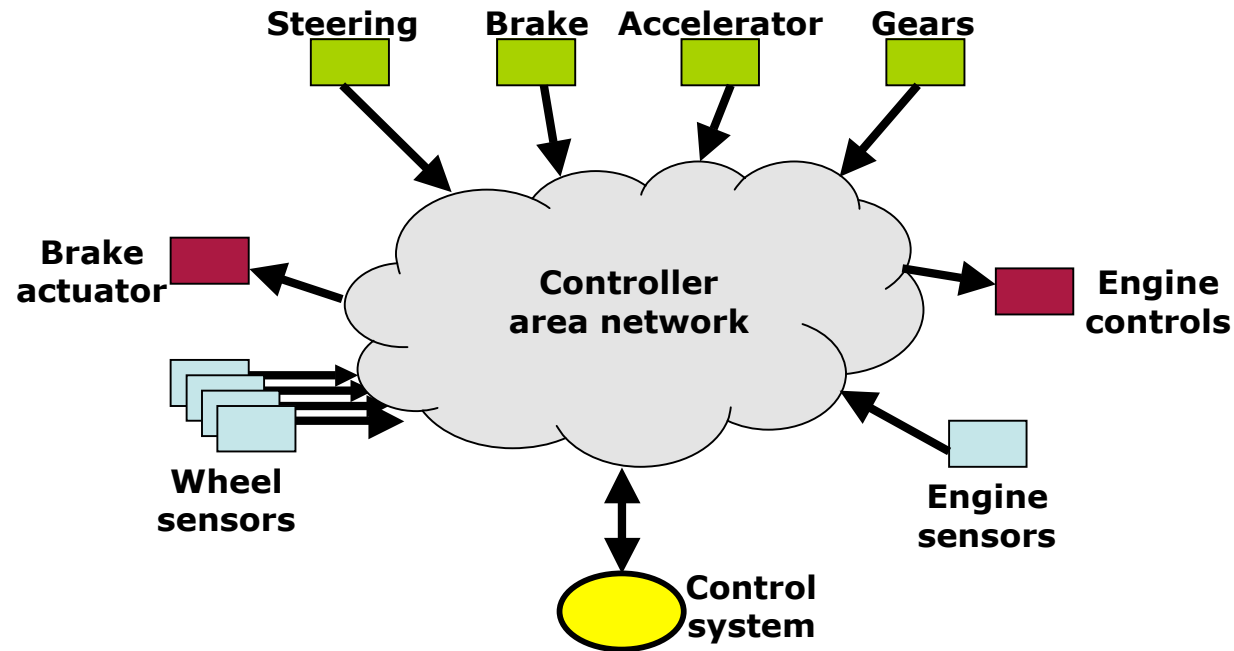 Steering Brake Accelerator Gears
Brake
actuator
Controller
area network
Engine
controls
Wheel
sensors
Engine
sensors
Control
system